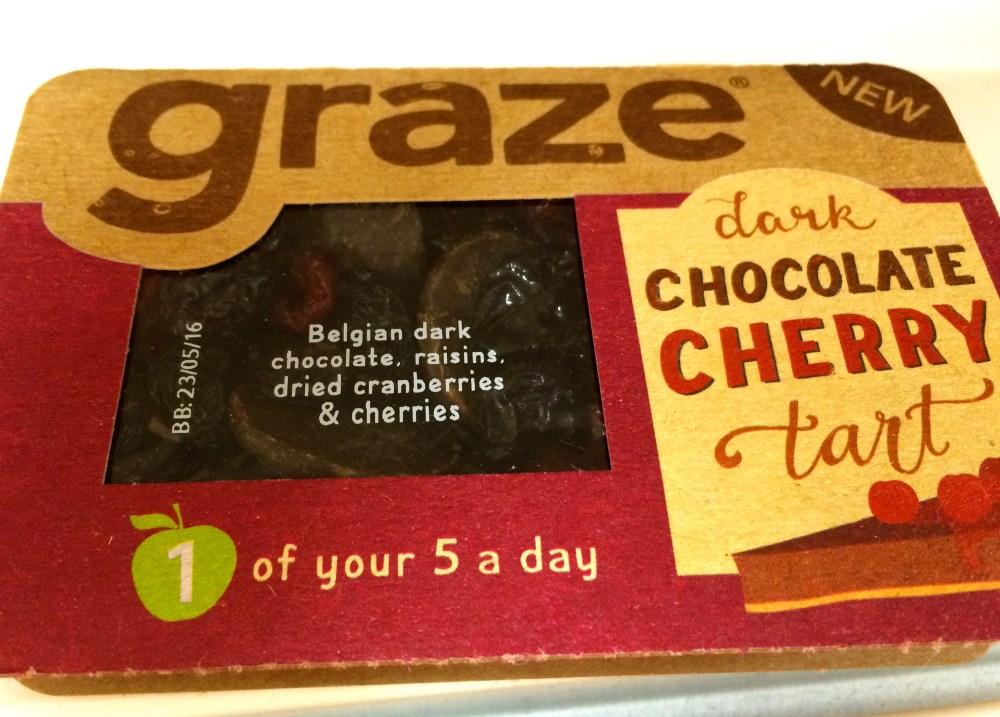 graze®
NEW
dark
CHOCOLATE
CHERRY
tart
BB: 23/05/16
Belgian dark
chocolate, raisins,
dried cranberries
& cherries
1 of your 5 a day